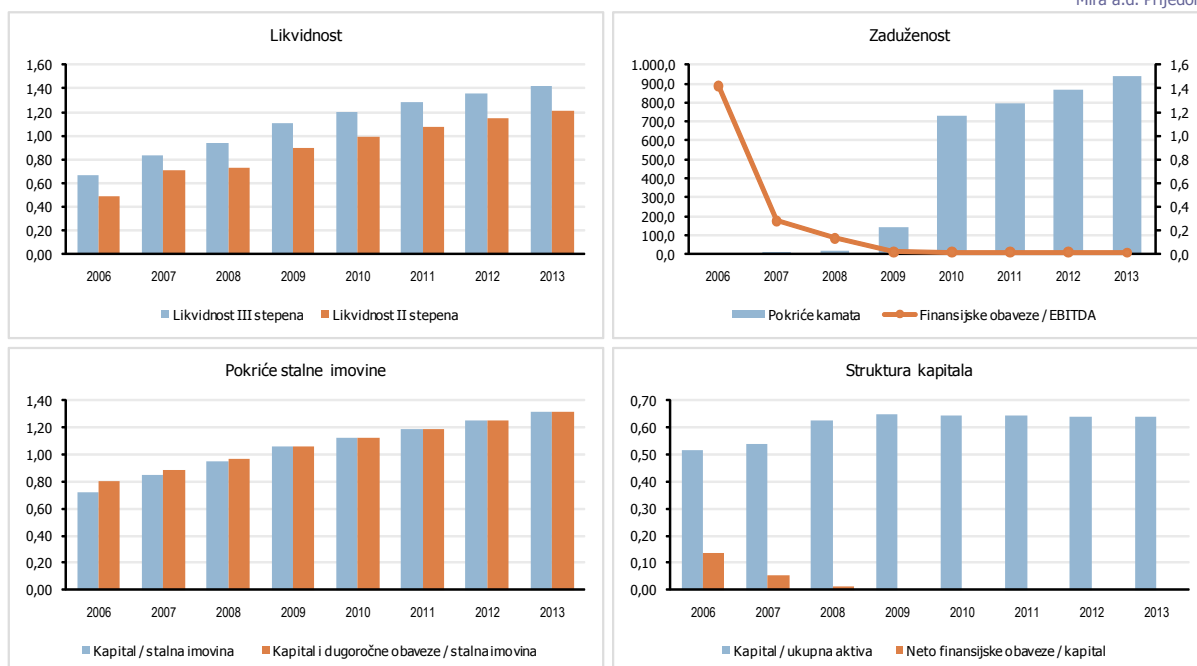 Mira a.d. Prijedor
Likvidnost
1,60
1,40
1,20
1,00
0,80
0,60
0,40
0,20
0,00
2006 2007 2008 2009 2010 2011 2012 2013
Likvidnost III stepena Likvidnost II stepena
Zaduženost
1.000,0 1,6
900,0 1,4
800,0 1,2
700,0 1,0
600,0 0,8
500,0
400,0 0,6
300,0 0,4
200,0 0,2
100,0 0,0
0,0
2006 2007 2008 2009 2010 2011 2012 2013
Pokriće kamata Finansijske obaveze / EBITDA
Pokriće stalne imovine
1,40
1,20
1,00
0,80
0,60
0,40
0,20
0,00
2006 2007 2008 2009 2010 2011 2012 2013
Kapital / stalna imovina Kapital i dugoročne obaveze / stalna imovina
Struktura kapitala
0,70
0,60
0,50
0,40
0,30
0,20
0,10
0,00
2006 2007 2008 2009 2010 2011 2012 2013
Kapital / ukupna aktiva Neto finansijske obaveze / kapital